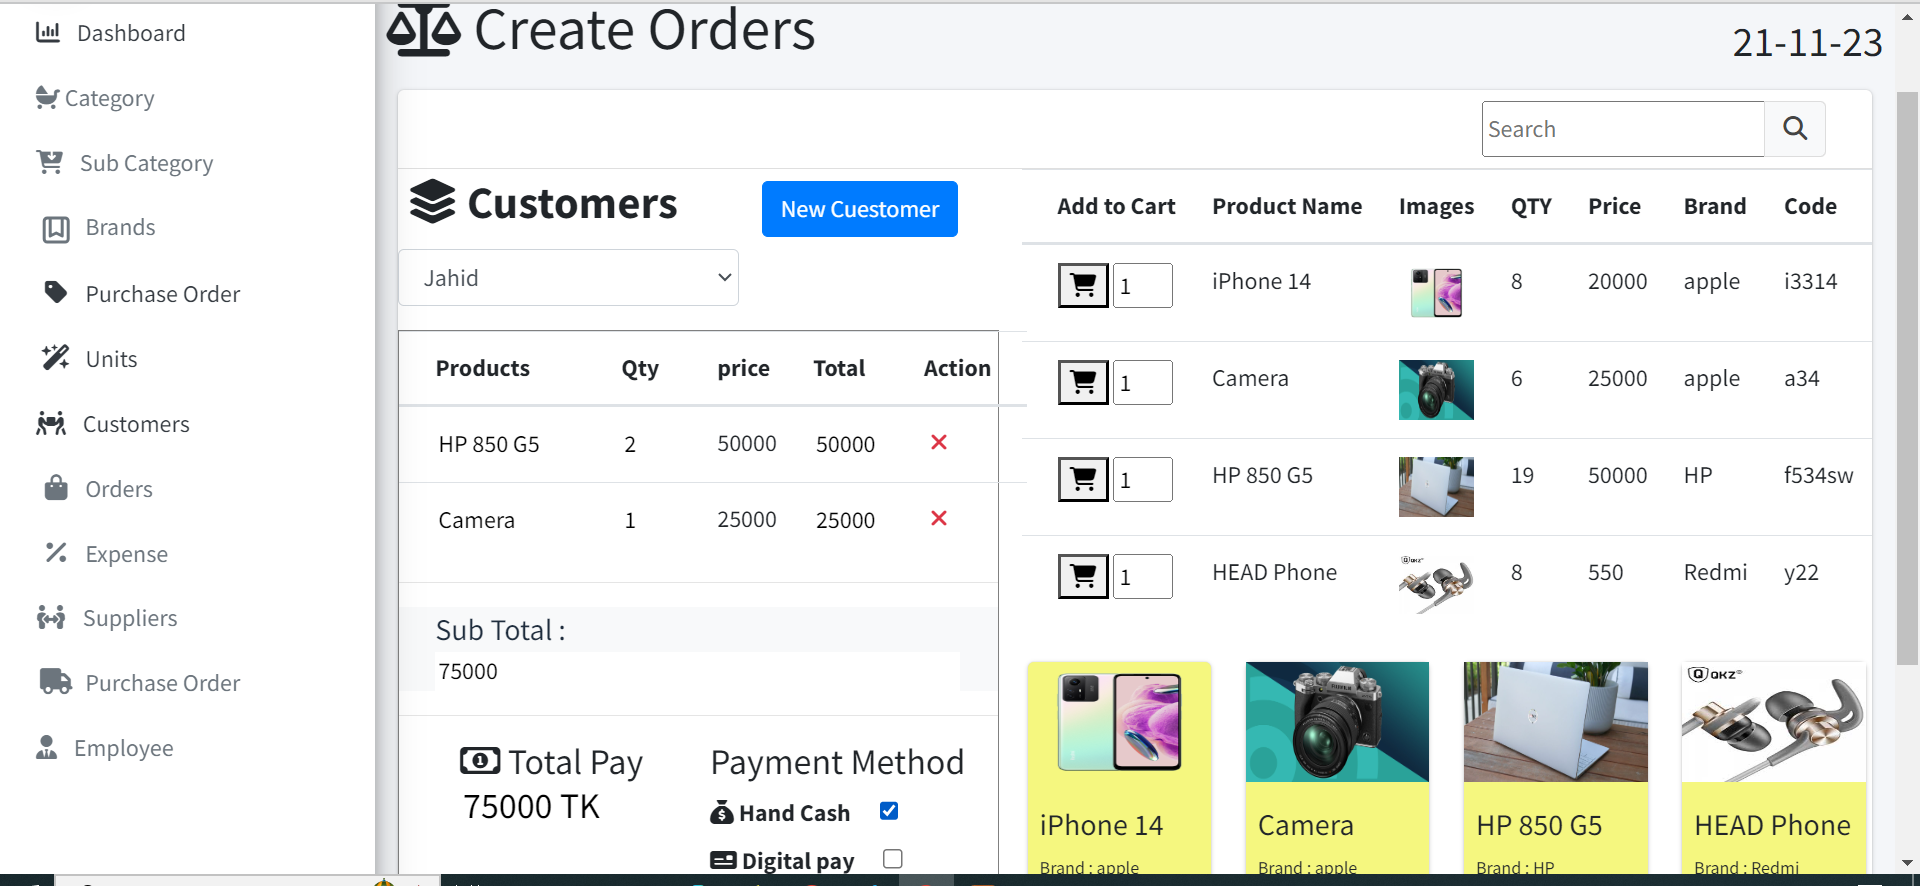 Dashboard
Category
Sub Category
Brands
Purchase Order
Units
Customers
Orders
Expense
Suppliers
Purchase Order
Employee
Create Orders
21-11-23
Search
Customers
New Cuestomer
Jahid
Products Qty price Total Action
HP 850 G5 2 50000 50000
Camera 1 25000 25000
Sub Total :
75000
Total Pay
75000 TK
Payment Method
Hand Cash
Digital pay
Add to Cart Product Name Images QTY Price Brand Code
1 iPhone 14 8 20000 apple i3314
1 Camera 6 25000 apple a34
1 HP 850 G5 19 50000 HP f534sw
1 HEAD Phone 8 550 Redmi y22
iPhone 14
Brand : apple
Camera
Brand : apple
HP 850 G5
Brand : HP
QKZ
HEAD Phone
Brand : Redmi